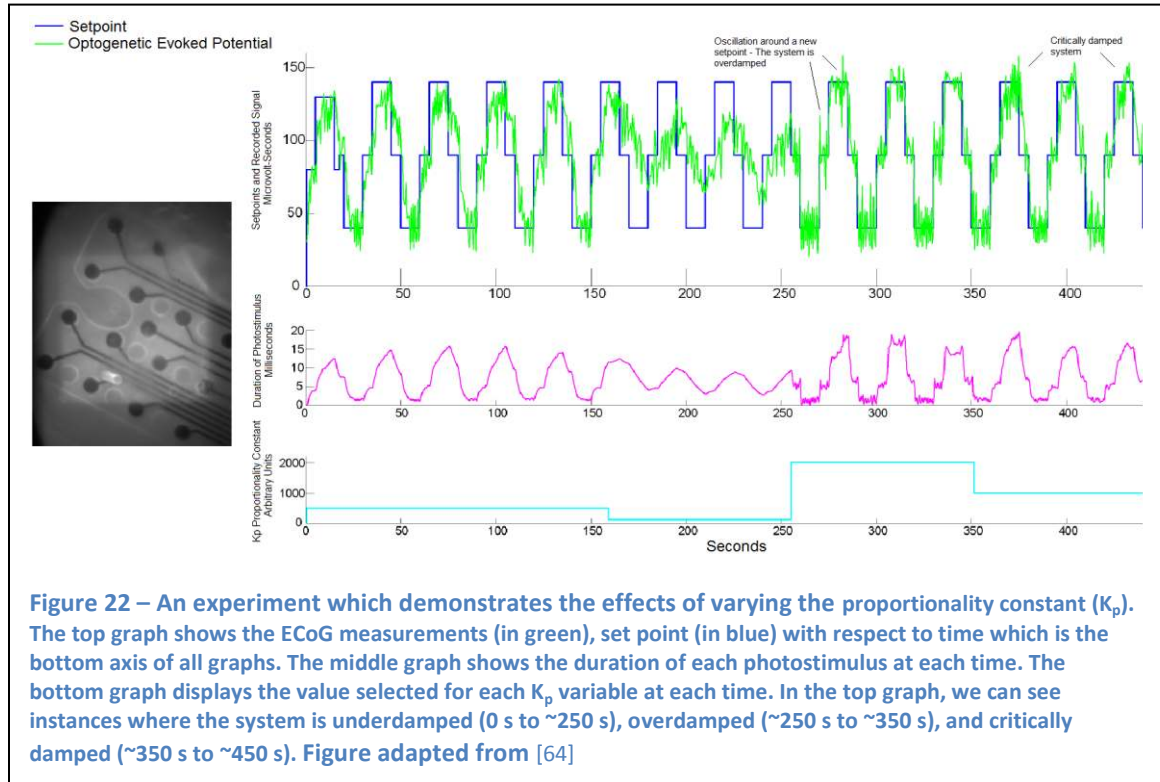 Setpoint
Optogenetic Evoked Potential
Oscillation around a new
setpoint - The system is
overdamped
Critically damped
system
Setpoints and Recorded Signal
Microvolt-Seconds
150
100
50
0
0 50 100 150 200 250 300 350 400
Duration of Photostimulus
Milliseconds
20
15
10
5
0
0 50 100 150 200 250 300 350 400
Kp Proportionality Constant
Arbitrary Units
2000
1000
0
0 50 100 150 200 250 300 350 400
Seconds
Figure 22 – An experiment which demonstrates the effects of varying the proportionality constant (Kp).
The top graph shows the ECoG measurements (in green), set point (in blue) with respect to time which is the
bottom axis of all graphs. The middle graph shows the duration of each photostimulus at each time. The
bottom graph displays the value selected for each Kp variable at each time. In the top graph, we can see
instances where the system is underdamped (0 s to ~250 s), overdamped (~250 s to ~350 s), and critically
damped (~350 s to ~450 s). Figure adapted from [64]